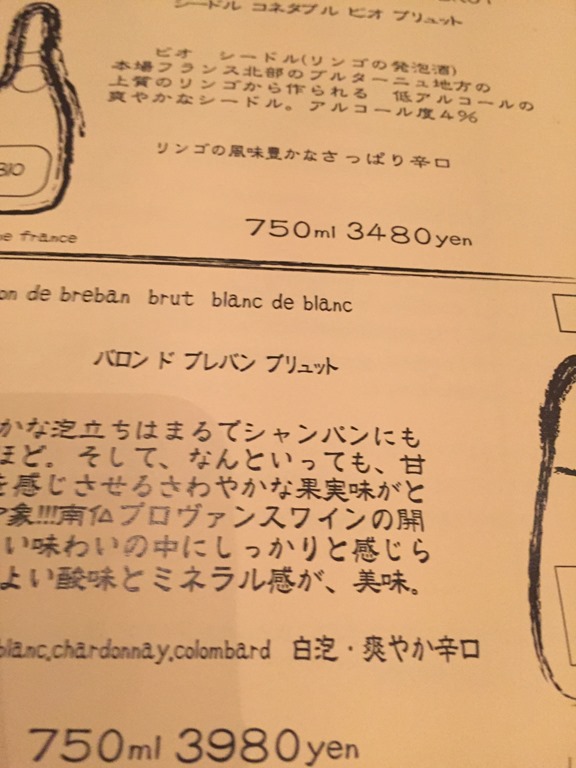 シードル コネタブル ビオ ブリュット
ビオ シードル(リンゴの発泡酒)
本場フランス北部のブルターニュ地方の
上質のリンゴから作られる 低アルコールの
爽やかなシードル。アルコール度4%
リンゴの風味豊かなさっぱり辛口
BIO
750ml 3480yen
france
on de breban brut blanc de blanc
バロン ド ブレバン ブリュット
かな泡立ちはまるでシャンパンにも
ほど。そして、なんといっても、甘
を感じさせるさわやかな果実味がと
象!!!南仏プロヴァンスワインの開
い味わいの中にしっかりと感じら
よい酸味とミネラル感が、美味。
blanc,chardonnay,colombard 白泡・爽やか辛口
750ml 3980yen